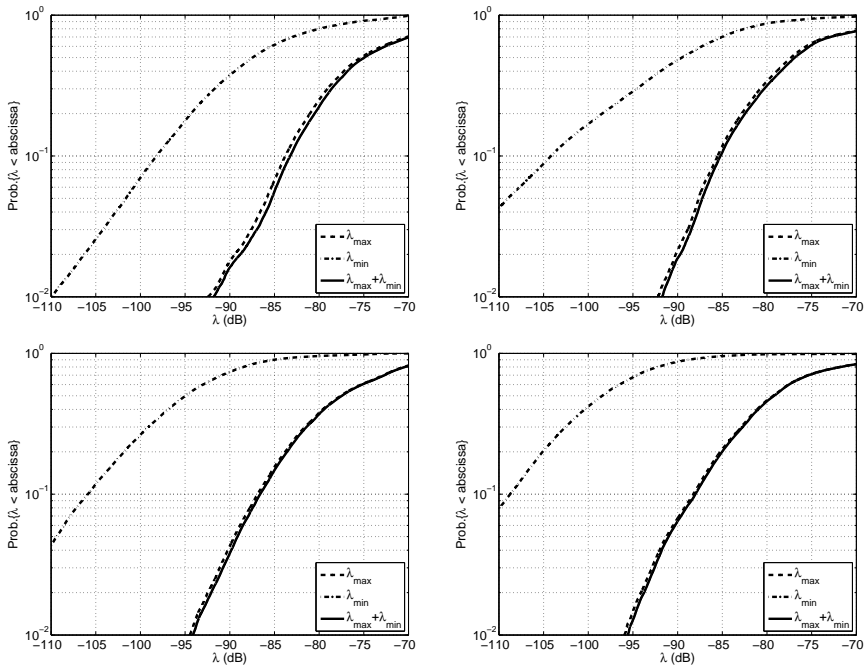 10^0
10^-1
10^-2
Prob.{λ < abscissa}
−110 −105 −100 −95 −90 −85 −80 −75 −70
λ (dB)
λmax
λmin
λmax+λmin
10^0
10^-1
10^-2
Prob.{λ < abscissa}
−110 −105 −100 −95 −90 −85 −80 −75 −70
λ (dB)
λmax
λmin
λmax+λmin
10^0
10^-1
10^-2
Prob.{λ < abscissa}
−110 −105 −100 −95 −90 −85 −80 −75 −70
λ (dB)
λmax
λmin
λmax+λmin
10^0
10^-1
10^-2
Prob.{λ < abscissa}
−110 −105 −100 −95 −90 −85 −80 −75 −70
λ (dB)
λmax
λmin
λmax+λmin